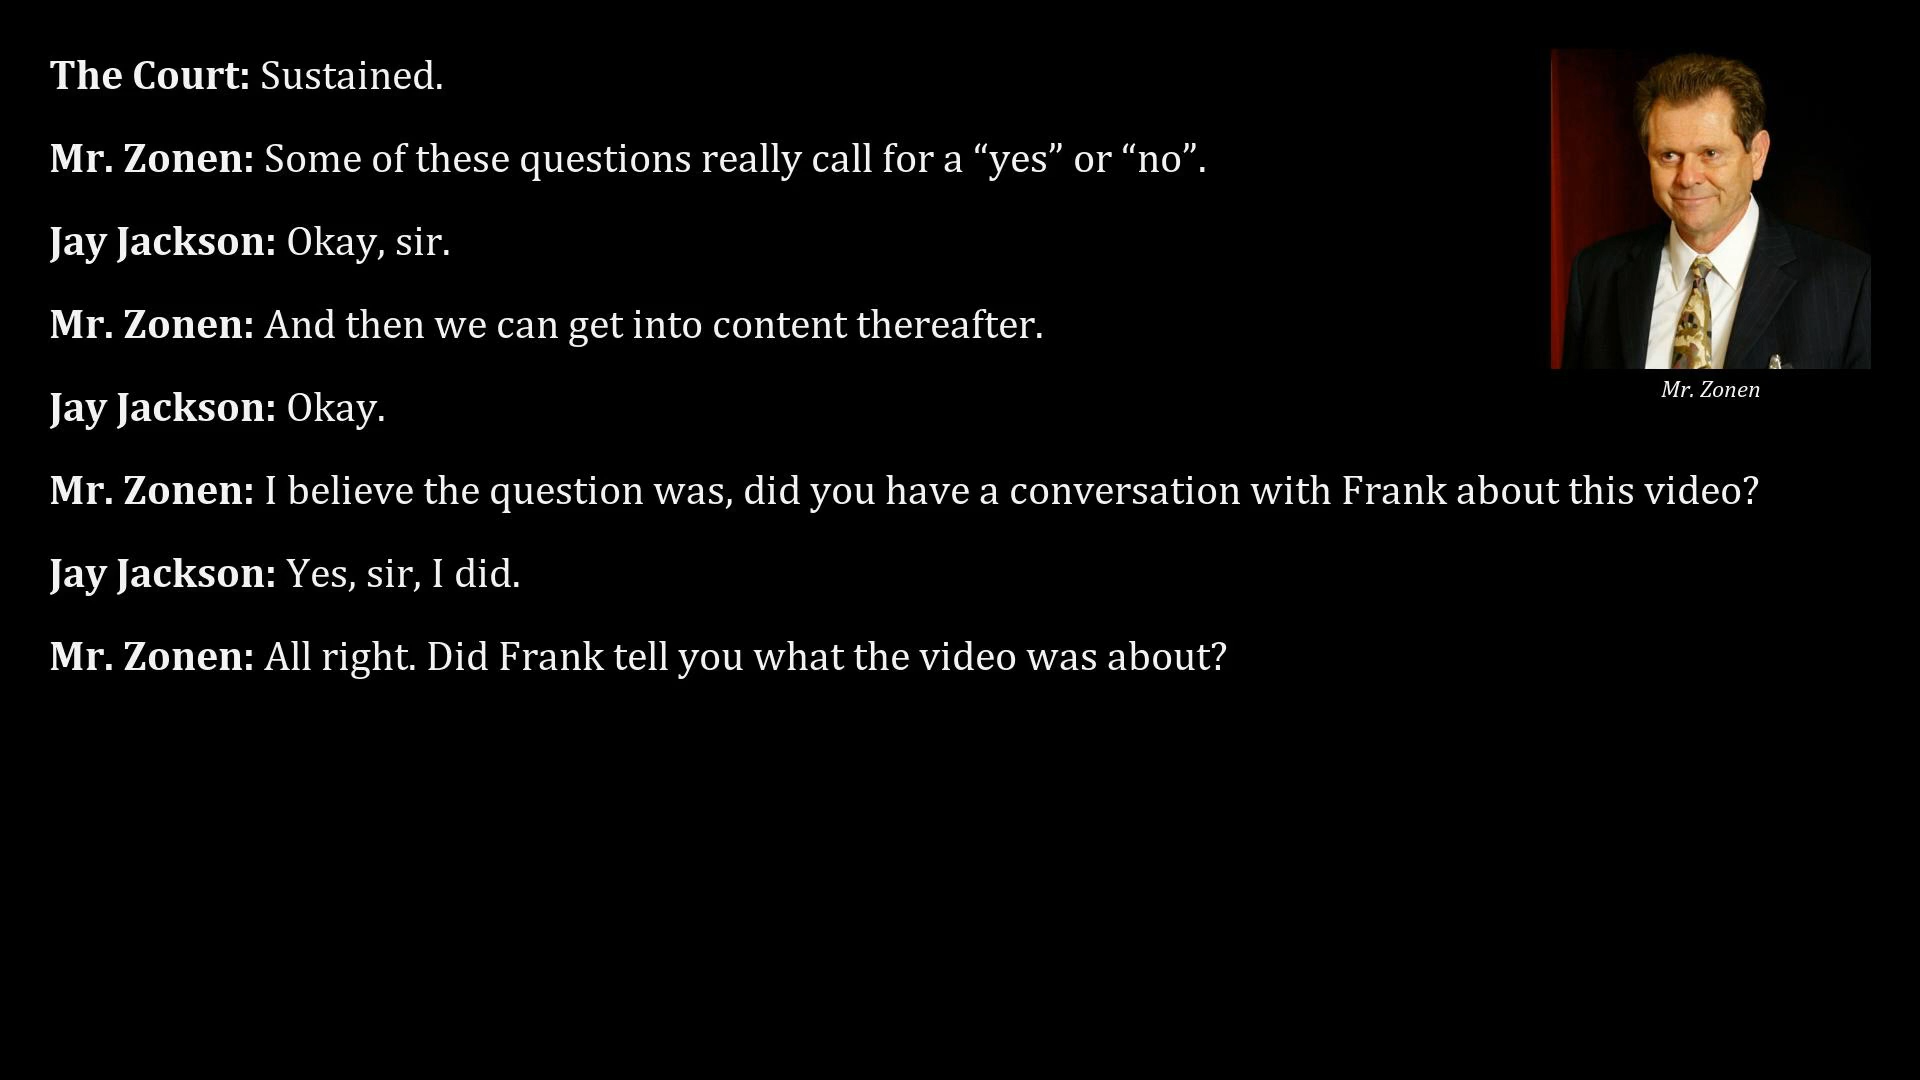 The Court: Sustained.
Mr. Zonen: Some of these questions really call for a “yes” or “no”.
Jay Jackson: Okay, sir.
Mr. Zonen: And then we can get into content thereafter.
Jay Jackson: Okay.
Mr. Zonen: I believe the question was, did you have a conversation with Frank about this video?
Jay Jackson: Yes, sir, I did.
Mr. Zonen: All right. Did Frank tell you what the video was about?
Mr. Zonen